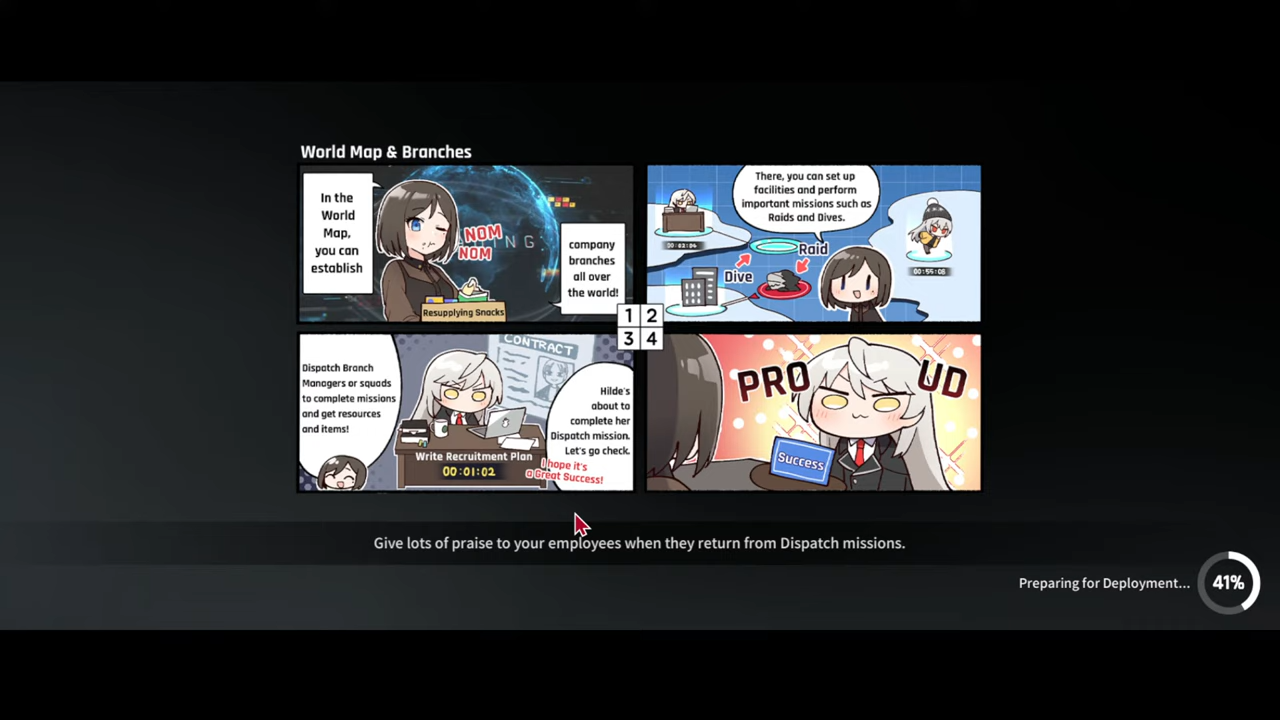 World Map & Branches
In the
World
Map,
you can
establish
NOM
NOM
company
branches
all over
the world!
Resupplying Snacks
There, you can set up
facilities and perform
important missions such as
Raids and Dives.
Raid
Dive
00:55:06
1 2
3 4
Dispatch Branch
Managers or squads
to complete missions
and get resources
and items!
CONTRACT
Hilde's
about to
complete her
Dispatch mission.
Let's go check.
I hope it's
a Great Success!
Write Recruitment Plan
00:01:02
PROUD
Success
Give lots of praise to your employees when they return from Dispatch missions.
Preparing for Deployment...
41%